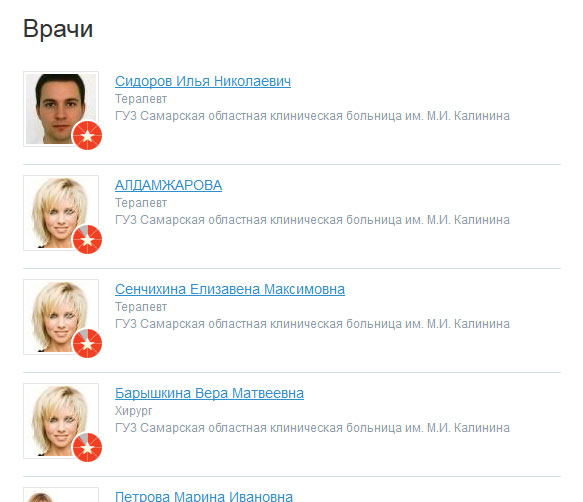 Врачи
Сидоров Илья Николаевич
Терапевт
ГУЗ Самарская областная клиническая больница им. М.И. Калинина
АЛДАМЖАРОВА
Терапевт
ГУЗ Самарская областная клиническая больница им. М.И. Калинина
Сенчихина Елизавена Максимовна
Терапевт
ГУЗ Самарская областная клиническая больница им. М.И. Калинина
Барышкина Вера Матвеевна
Хирург
ГУЗ Самарская областная клиническая больница им. М.И. Калинина
Петрова Марина Ивановна